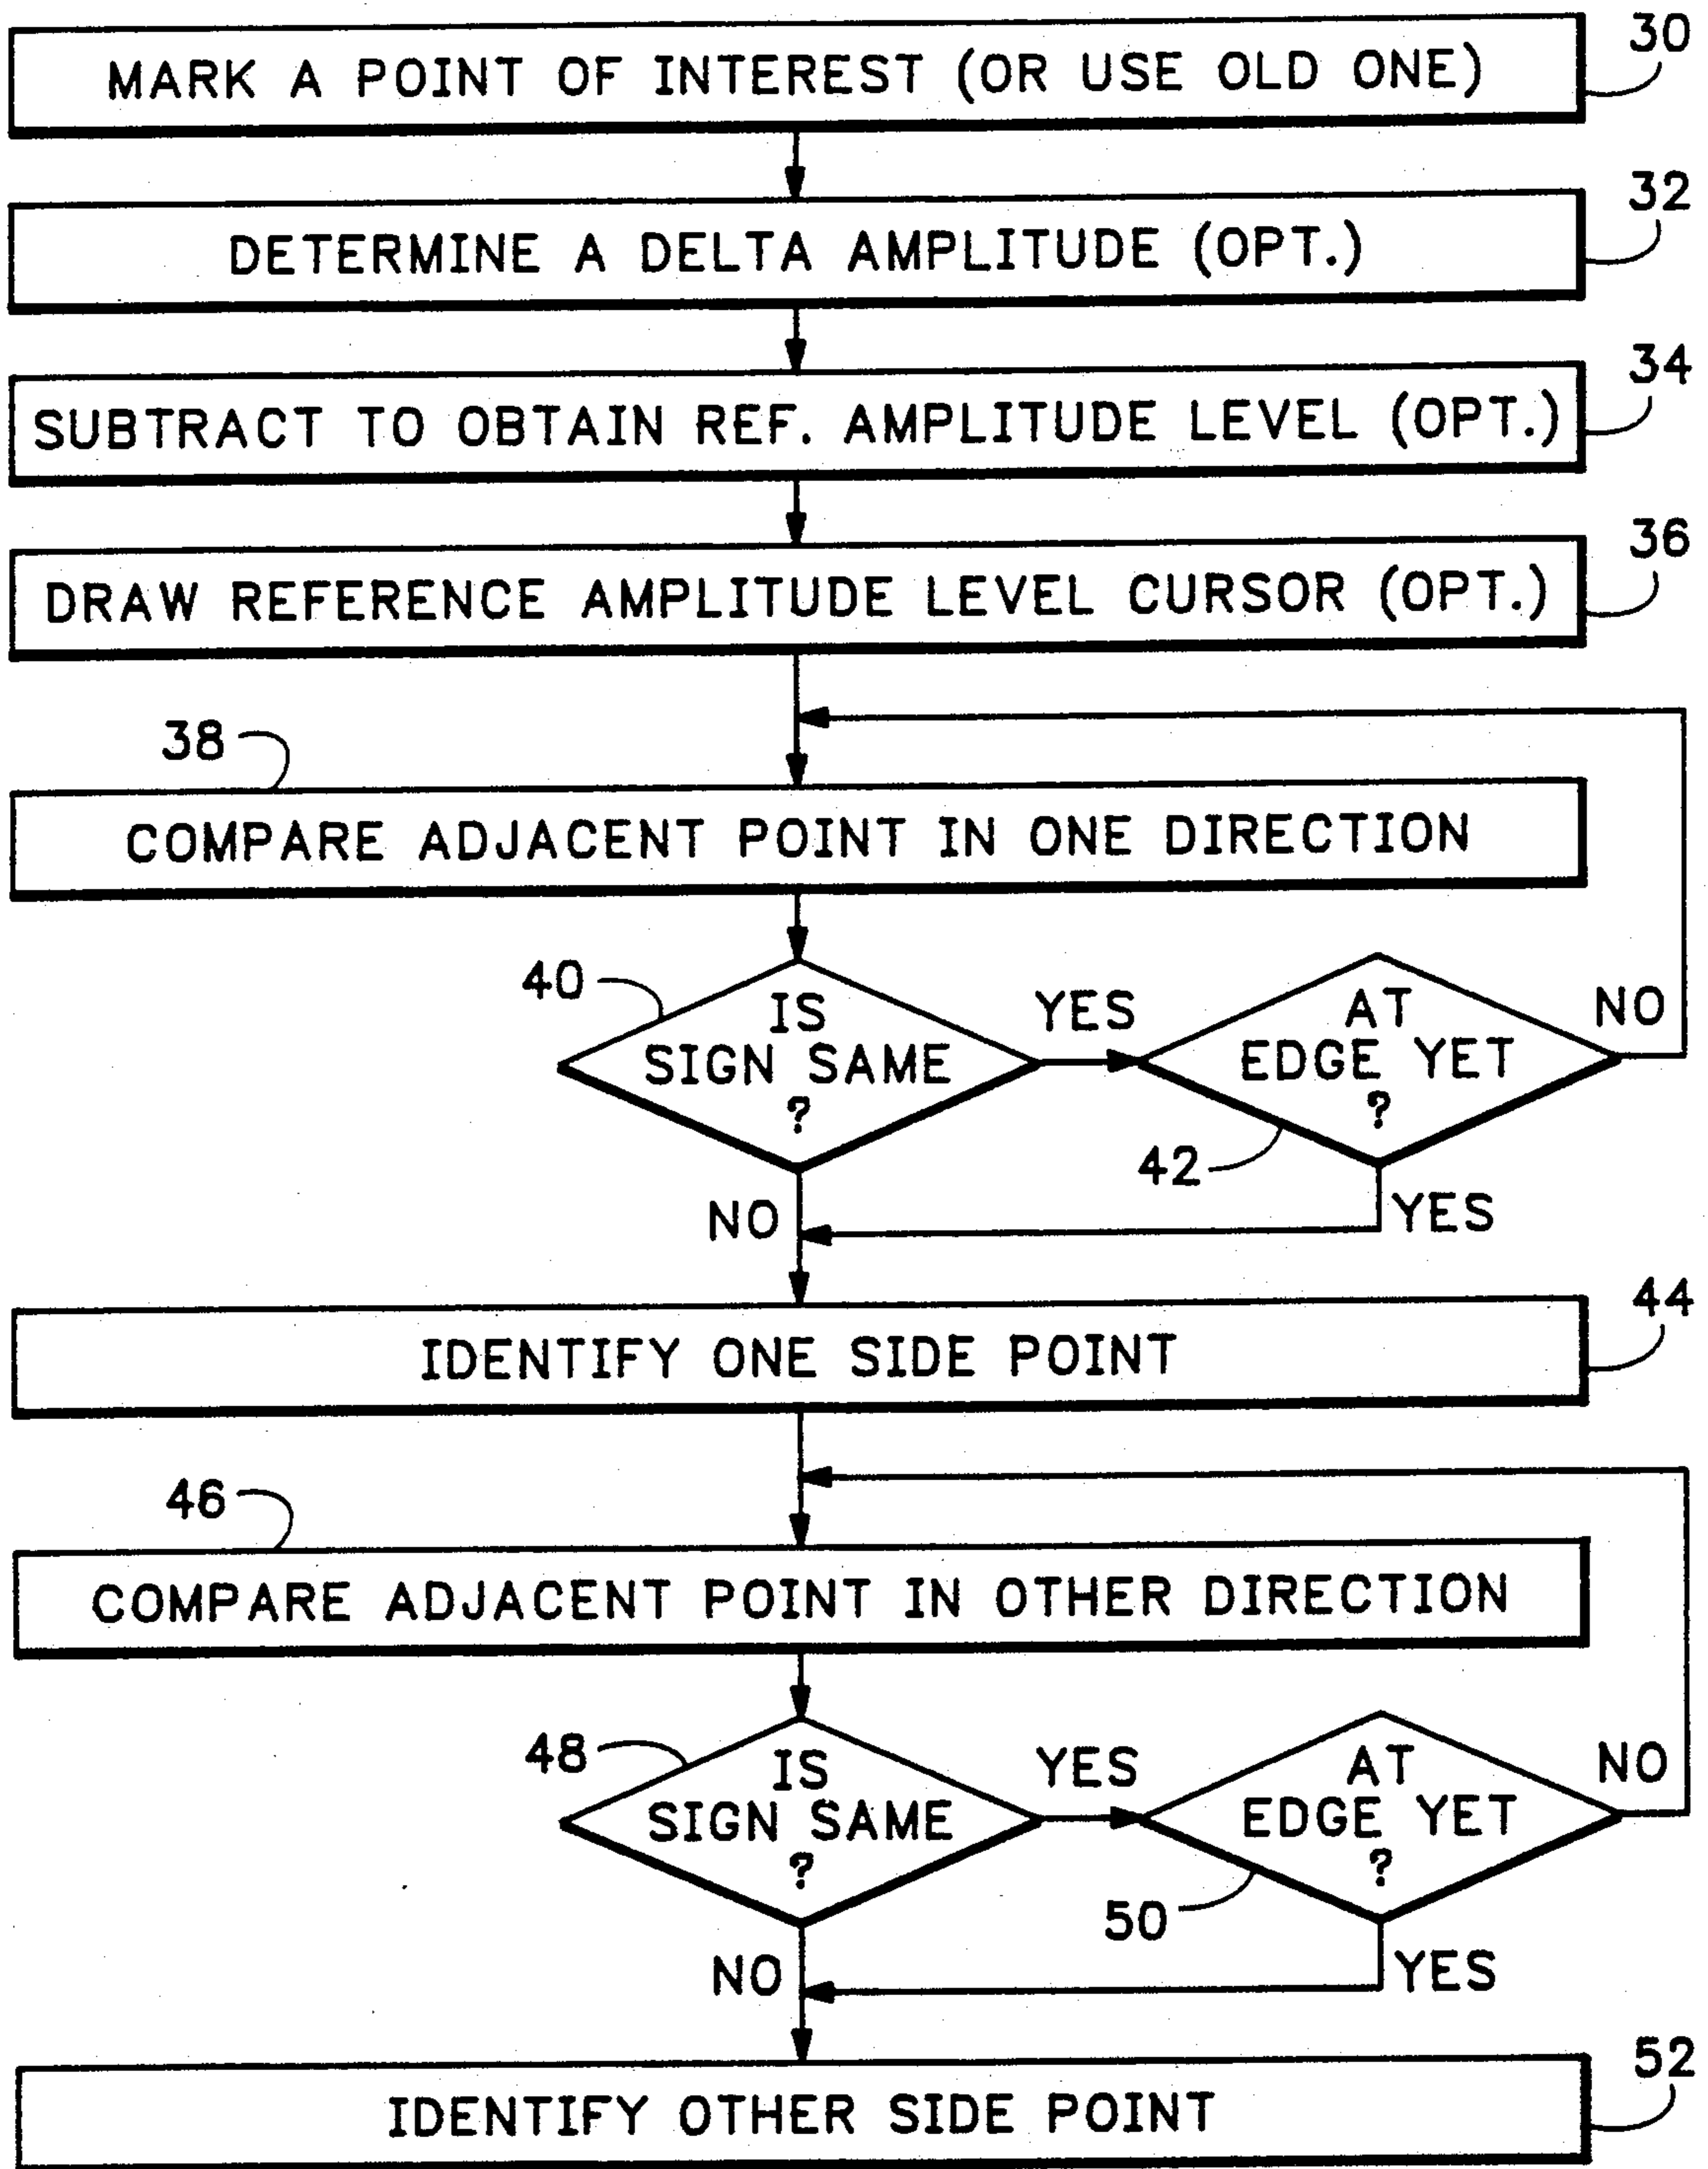 30
MARK A POINT OF INTEREST (OR USE OLD ONE)
32
DETERMINE A DELTA AMPLITUDE (OPT.)
34
SUBTRACT TO OBTAIN REF. AMPLITUDE LEVEL (OPT.)
36
DRAW REFERENCE AMPLITUDE LEVEL CURSOR (OPT.)
38
COMPARE ADJACENT POINT IN ONE DIRECTION
40
IS
SIGN SAME
?
YES
AT
EDGE YET
?
NO
42
NO
YES
44
IDENTIFY ONE SIDE POINT
46
COMPARE ADJACENT POINT IN OTHER DIRECTION
48
IS
SIGN SAME
?
YES
AT
EDGE YET
?
NO
50
NO
YES
52
IDENTIFY OTHER SIDE POINT